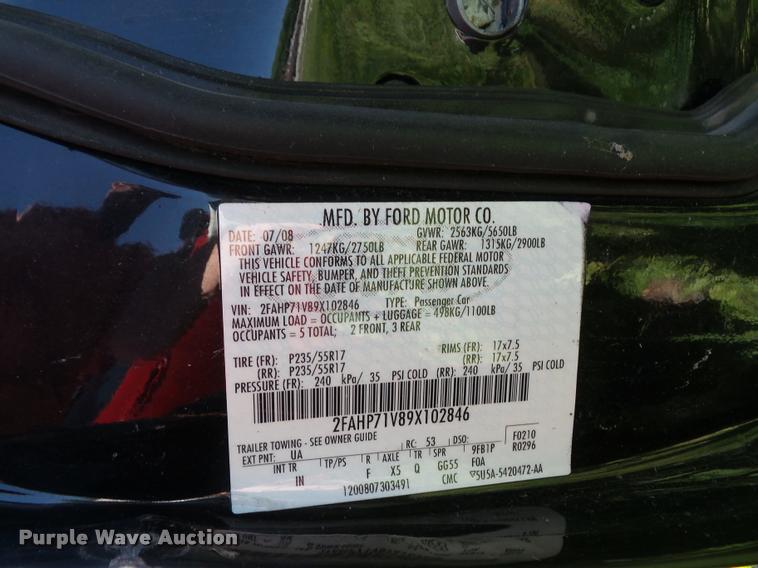 MFD. BY FORD MOTOR CO.
DATE: 07/08 GVWR: 2563KG/5650LB
FRONT GAWR: 1247KG/2750LB REAR GAWR: 1315KG/2900LB
THIS VEHICLE CONFORMS TO ALL APPLICABLE FEDERAL MOTOR
VEHICLE SAFETY, BUMPER, AND THEFT PREVENTION STANDARDS
IN EFFECT ON THE DATE OF MANUFACTURE SHOWN ABOVE.
VIN: 2FAHP71V89X102846 TYPE: Passenger Car
MAXIMUM LOAD = OCCUPANTS + LUGGAGE = 498KG/1100LB
OCCUPANTS = 5 TOTAL; 2 FRONT, 3 REAR
RIMS (FR): 17x7.5
TIRE (FR): P235/55R17 (RR): 17x7.5
(RR): P235/55R17
PRESSURE (FR): 240 kPa/ 35 PSI COLD (RR): 240 kPa/ 35 PSI COLD
2FAHP71V89X102846
TRAILER TOWING - SEE OWNER GUIDE F0210
EXT PNT: UA RC: 53 DSO: R0296
INT TR TP/PS R AXLE TR SPR 9FB1P
IN F X5 Q GG55 FOA
1200807303491 CMC 5U5A-5420472-AA
Purple Wave Auction